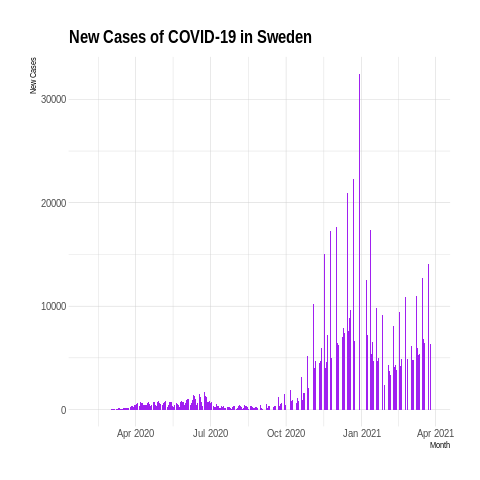 New Cases of COVID-19 in Sweden
New Cases
30000
20000
10000
0
Apr 2020 Jul 2020 Oct 2020 Jan 2021 Apr 2021
Month